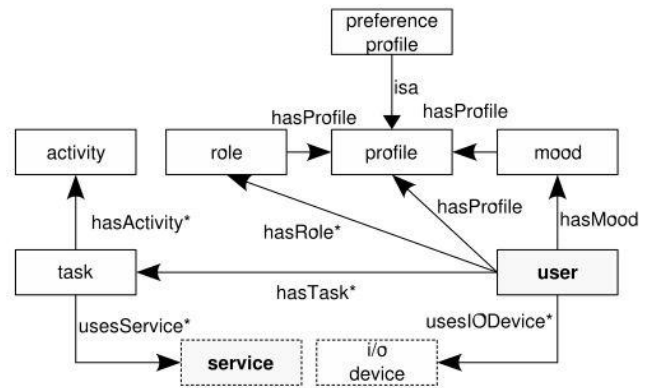 preference
profile
isa
hasProfile
hasProfile
activity
role
profile
mood
hasActivity*
hasRole*
hasProfile
hasMood
task
user
hasTask*
usesService*
usesIODevice*
service
i/o
device